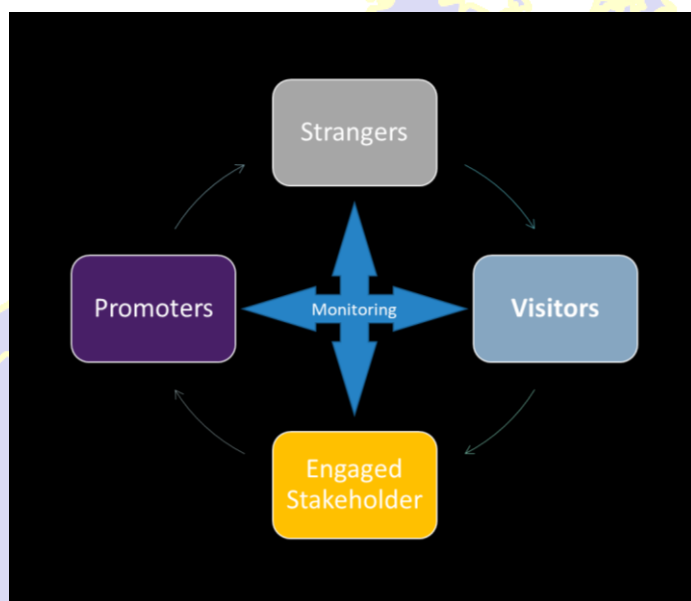 Strangers
Promoters
Monitoring
Visitors
Engaged
Stakeholder